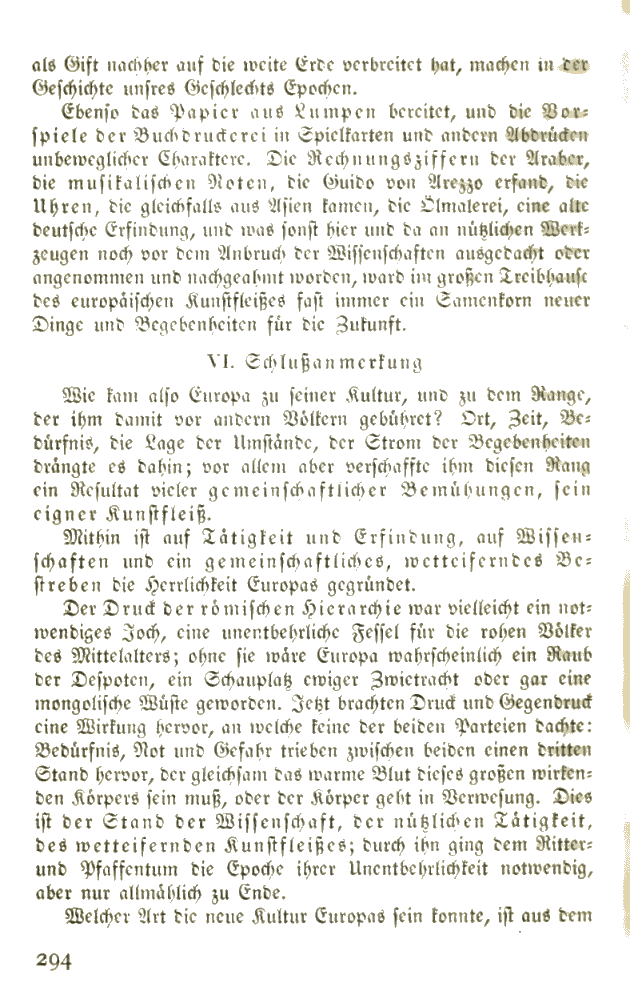 als Gift nachher auf die weite Erde verbreitet hat, machen in der
Geschichte unsres Geschlechts Epochen.
Ebenso das Papier aus Lumpen bereitet, und die Vor-
spiele der Buchdruckerei in Spielkarten und andern Abdrücken
unbeweglicher Charaktere. Die Rechnungsziffern der Araber,
die musikalischen Noten, die Guido von Arezzo erfand, die
Uhren, die gleichfalls aus Asien kamen, die Ölmalerei, eine alte
deutsche Erfindung, und was sonst hier und da an nützlichen Werk-
zeugen noch vor dem Anbruch der Wissenschaften ausgedacht oder
angenommen und nachgeahmt worden, ward im großen Treibhause
des europäischen Kunstfleißes fast immer ein Samenkorn neuer
Dinge und Begebenheiten für die Zukunft.
VI. Schlußanmerkung
Wie kam also Europa zu seiner Kultur, und zu dem Range,
der ihm damit vor andern Völkern gebühret? Ort, Zeit, Be-
dürfnis, die Lage der Umstände, der Strom der Begebenheiten
drängte es dahin; vor allem aber verschaffte ihm diesen Rang
ein Resultat vieler gemeinschaftlicher Bemühungen, sein
eigner Kunstfleiß.
Mithin ist auf Tätigkeit und Erfindung, auf Wissen-
schaften und ein gemeinschaftliches, wetteiferndes Be-
streben die Herrlichkeit Europas gegründet.
Der Druck der römischen Hierarchie war vielleicht ein not-
wendiges Joch, eine unentbehrliche Fessel für die rohen Völker
des Mittelalters; ohne sie wäre Europa wahrscheinlich ein Raub
der Despoten, ein Schauplatz ewiger Zwietracht oder gar eine
mongolische Wüste geworden. Jetzt brachten Druck und Gegendruck
eine Wirkung hervor, an welche keine der beiden Parteien dachte:
Bedürfnis, Not und Gefahr trieben zwischen beiden einen dritten
Stand hervor, der gleichsam das warme Blut dieses großen wirken-
den Körpers sein muß, oder der Körper geht in Verwesung. Dies
ist der Stand der Wissenschaft, der nützlichen Tätigkeit,
des wetteifernden Kunstfleißes; durch ihn ging dem Ritter-
und Pfaffentum die Epoche ihrer Unentbehrlichkeit notwendig,
aber nur allmählich zu Ende.
Welcher Art die neue Kultur Europas sein konnte, ist aus dem
294